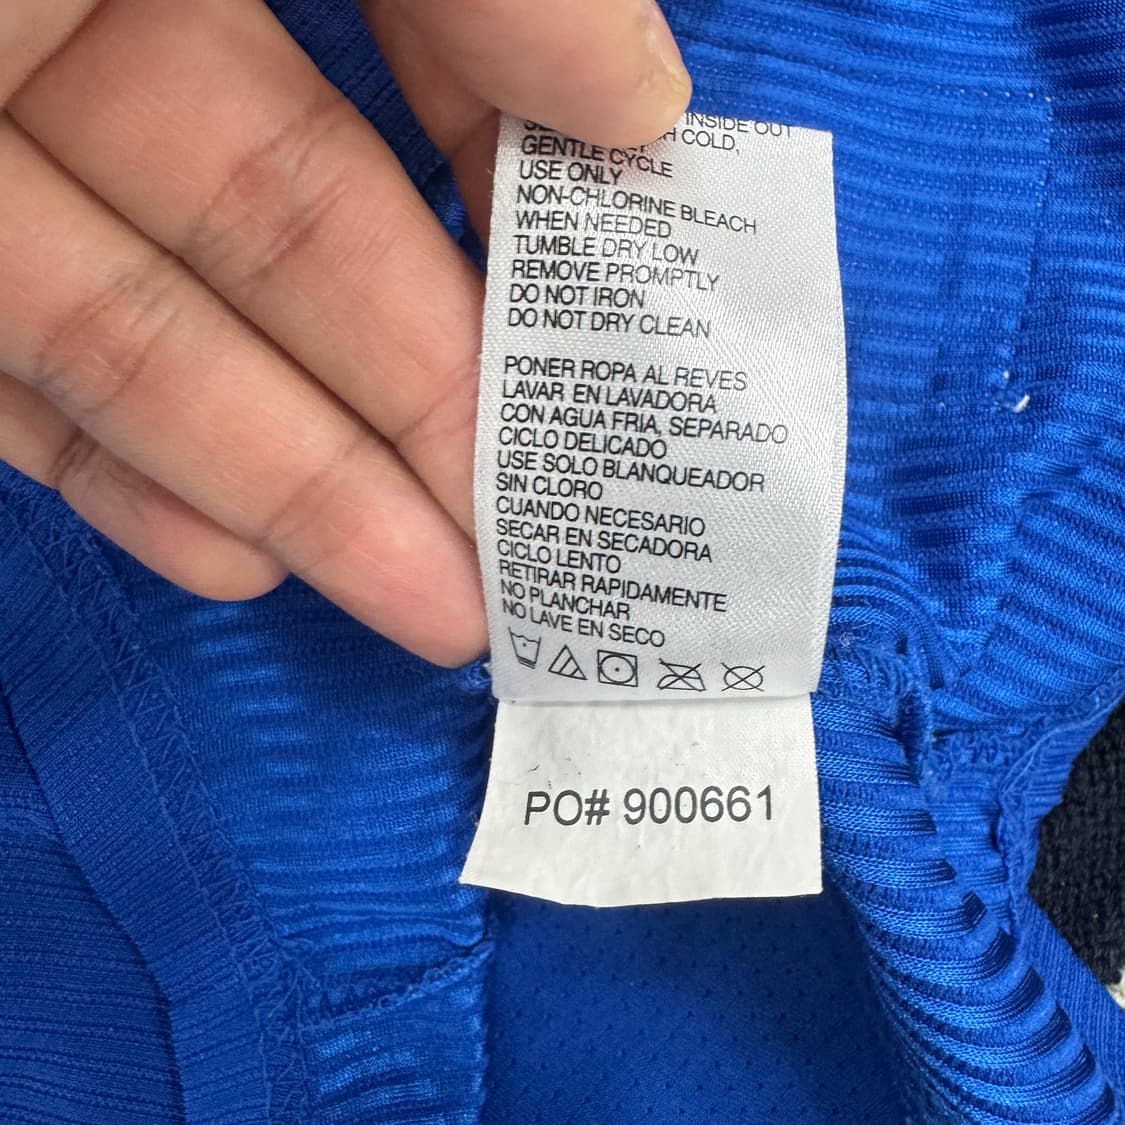 INSIDE OUT
COLD,
GENTLE CYCLE
USE ONLY
NON-CHLORINE BLEACH
WHEN NEEDED
TUMBLE DRY LOW
REMOVE PROMPTLY
DO NOT IRON
DO NOT DRY CLEAN
PONER ROPA AL REVES
LAVAR EN LAVADORA
CON AGUA FRIA, SEPARADO
CICLO DELICADO
USE SOLO BLANQUEADOR
SIN CLORO
CUANDO NECESARIO
SECAR EN SECADORA
CICLO LENTO
RETIRAR RAPIDAMENTE
NO PLANCHAR
NO LAVE EN SECO
PO# 900661